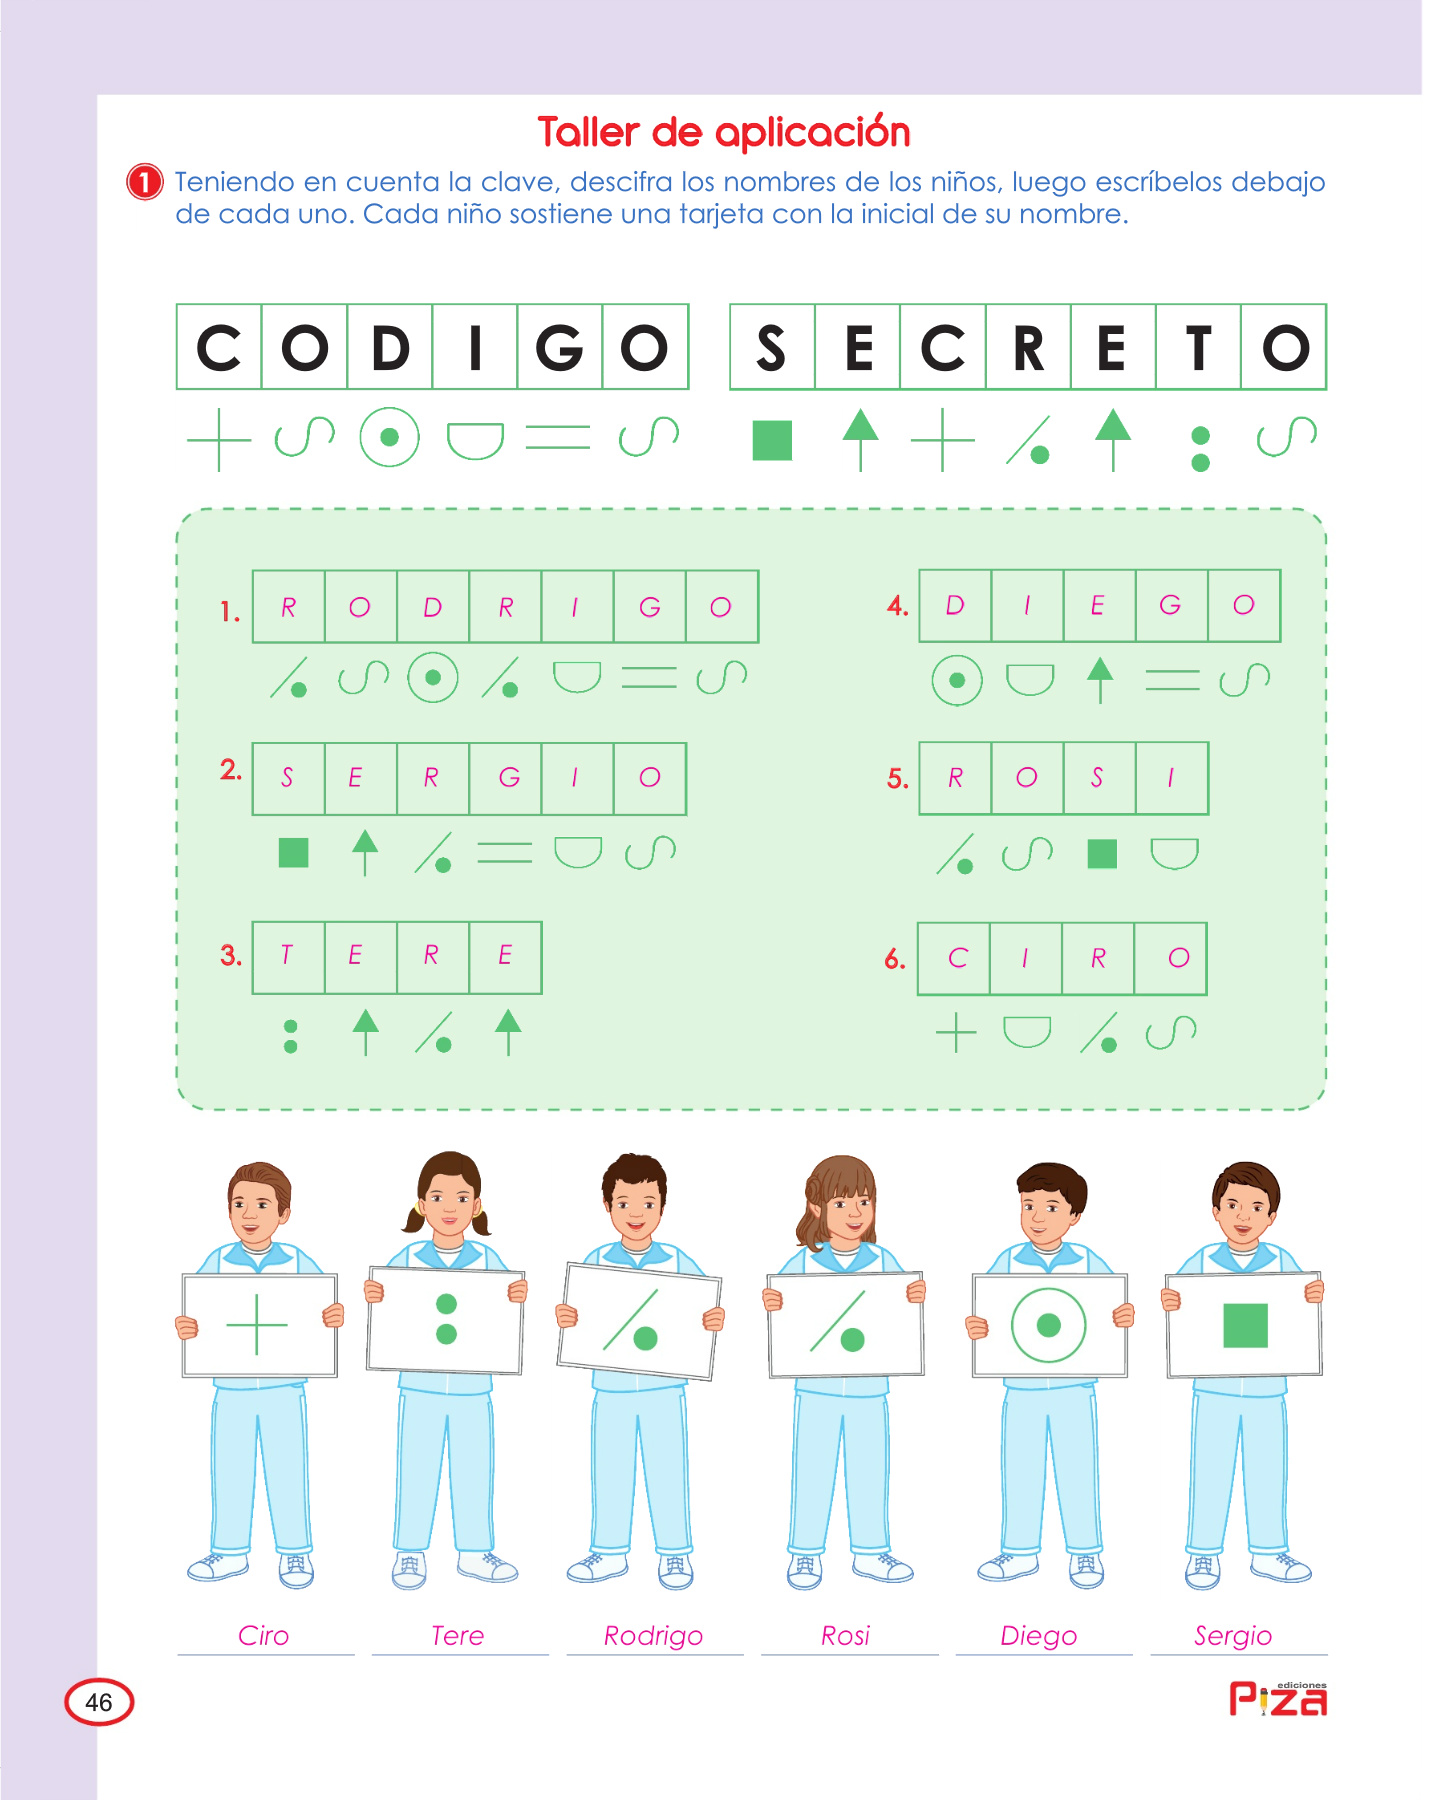 Taller de aplicación
1 Teniendo en cuenta la clave, descifra los nombres de los niños, luego escríbelos debajo
de cada uno. Cada niño sostiene una tarjeta con la inicial de su nombre.
C O D I G O S E C R E T O
1. R O D R I G O
4. D I E G O
2. S E R G I O
5. R O S I
3. T E R E
6. C I R O
Ciro Tere Rodrigo Rosi Diego Sergio
46
ediciones
Piza